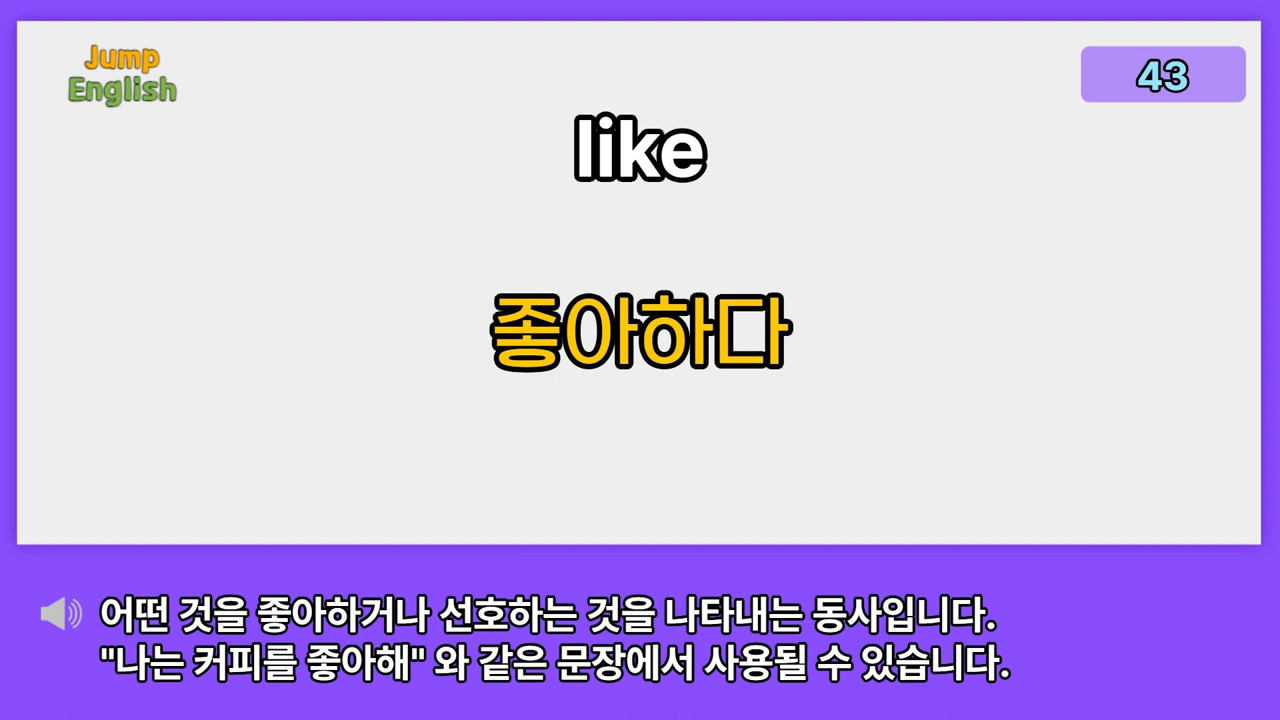 Jump
English
43
like
좋아하다
어떤 것을 좋아하거나 선호하는 것을 나타내는 동사입니다.
"나는 커피를 좋아해" 와 같은 문장에서 사용될 수 있습니다.